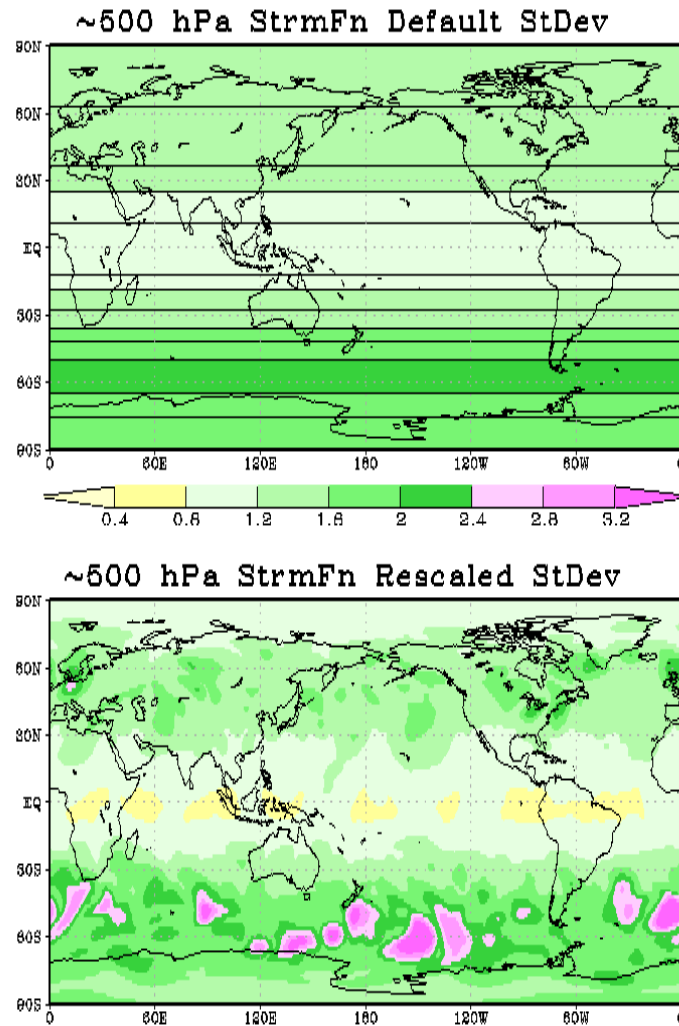 ~500 hPa StrmFn Default StDev
90N
60N
30N
EQ
30S
60S
90S
0 60E 120E 180 120W 60W
0.4 0.8 1.2 1.6 2 2.4 2.8 3.2
~500 hPa StrmFn Rescaled StDev
90N
60N
30N
EQ
30S
60S
90S
0 60E 120E 180 120W 60W